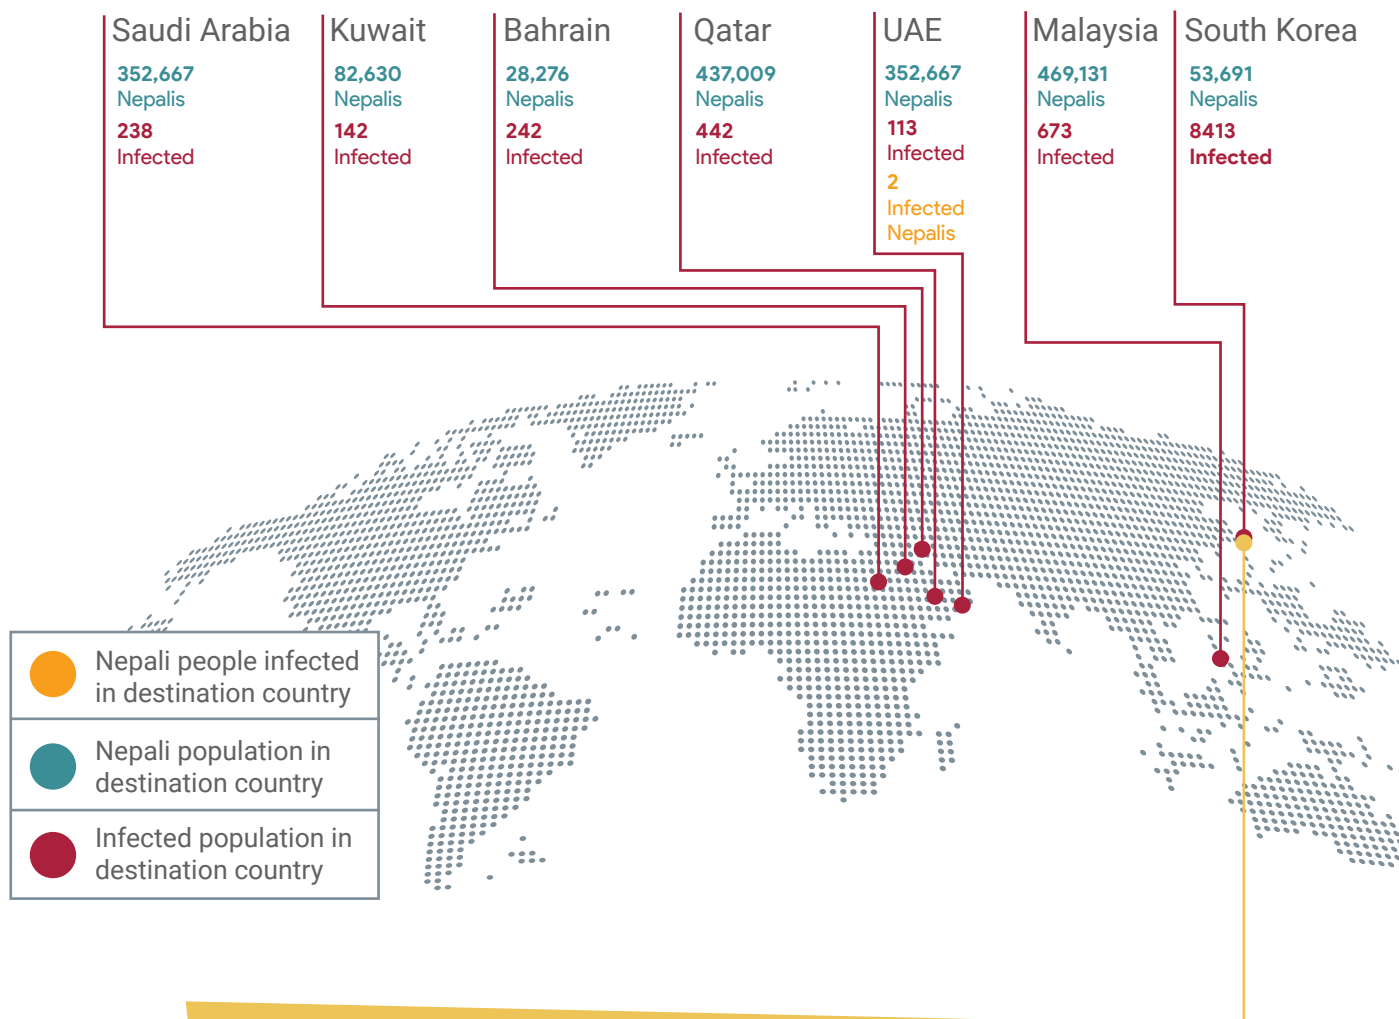 Saudi Arabia
352,667
Nepalis
238
Infected
Kuwait
82,630
Nepalis
142
Infected
Bahrain
28,276
Nepalis
242
Infected
Qatar
437,009
Nepalis
442
Infected
UAE
352,667
Nepalis
113
Infected
2
Infected
Nepalis
Malaysia
469,131
Nepalis
673
Infected
South Korea
53,691
Nepalis
8413
Infected
Nepali people infected
in destination country
Nepali population in
destination country
Infected population in
destination country